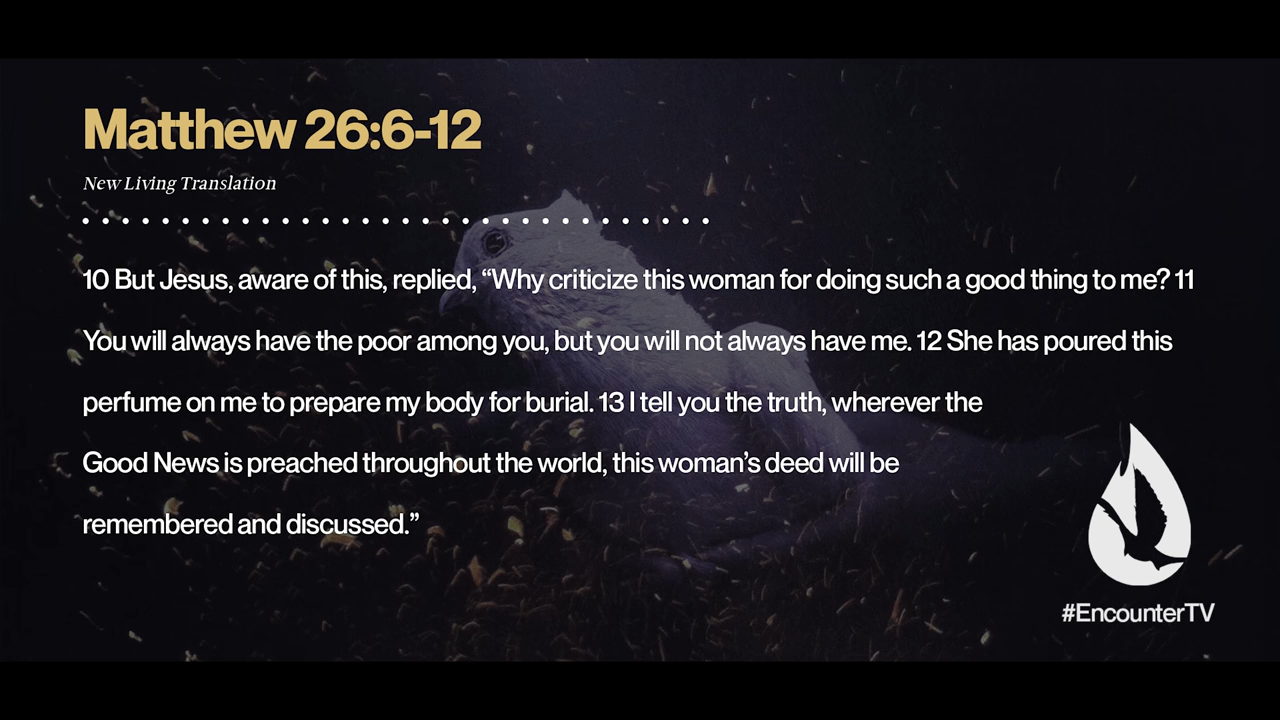 Matthew 26:6-12
New Living Translation
10 But Jesus, aware of this, replied, “Why criticize this woman for doing such a good thing to me? 11
You will always have the poor among you, but you will not always have me. 12 She has poured this
perfume on me to prepare my body for burial. 13 I tell you the truth, wherever the
Good News is preached throughout the world, this woman’s deed will be
remembered and discussed.”
#EncounterTV